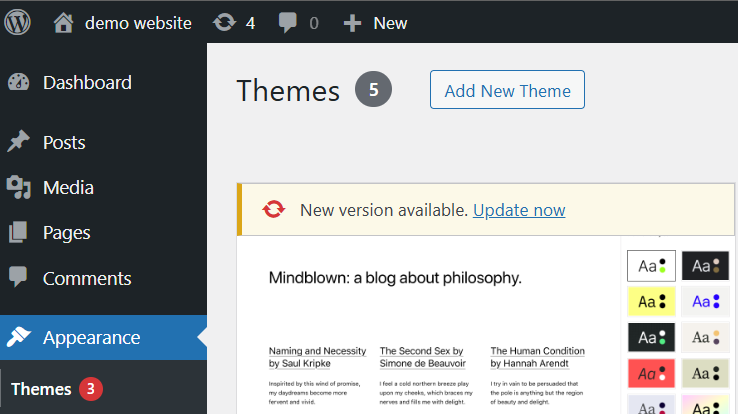 demo website 4 0 New
Dashboard
Posts
Media
Pages
Comments
Appearance
Themes 3
Themes 5 Add New Theme
New version available. Update now
Mindblown: a blog about philosophy.
Naming and Necessity
by Saul Kripke
Inspirited by this wind of promise,
my daydreams become more
fervent and vivid.
The Second Sex by
Simone de Beauvoir
I feel a cold northern breeze play
upon my cheeks, which braces my
nerves and fills me with delight.
The Human Condition
by Hannah Arendt
I try in vain to be persuaded that
the pole is anything but the region
of beauty and delight.
Aa Aa
Aa Aa
Aa Aa
Aa Aa
Aa Aa